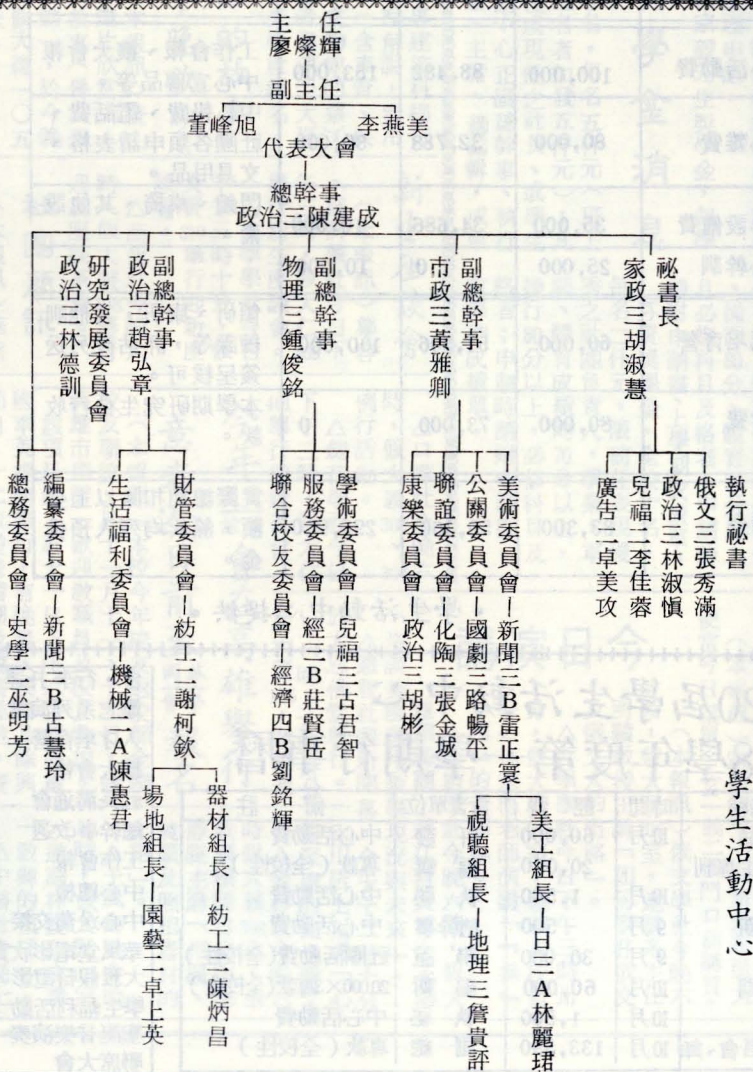 學生活動中心
主任
廖燦輝
副主任
董峰旭
李燕美
代表大會
總幹事
政治三陳建成
祕書長
家政三胡淑慧
執行祕書
俄文三張秀滿
政治三林淑愼
兒福二李佳蓉
廣告二卓美攻
副總幹事
市政三黃雅卿
美術委員會－新聞三B雷正寰
美工組長－日二A林麗珺
視聽組長－地理三詹貴評
公關委員會－國劇三路暢平
聯誼委員會－化陶二張金城
康樂委員會－政治三胡彬
副總幹事
物理三鍾俊銘
學術委員會－兒福三古君智
服務委員會－經二B莊賢岳
聯合校友委員會－經濟四B劉銘輝
副總幹事
政治三趙弘章
財管委員會－紡工二謝柯欽
器材組長－紡工二陳炳昌
場地組長－園藝二卓上英
生活福利委員會－機械二A陳惠君
研究發展委員會
政治三林德訓
編纂委員會－新聞三B古慧玲
總務委員會－史學三巫明芳